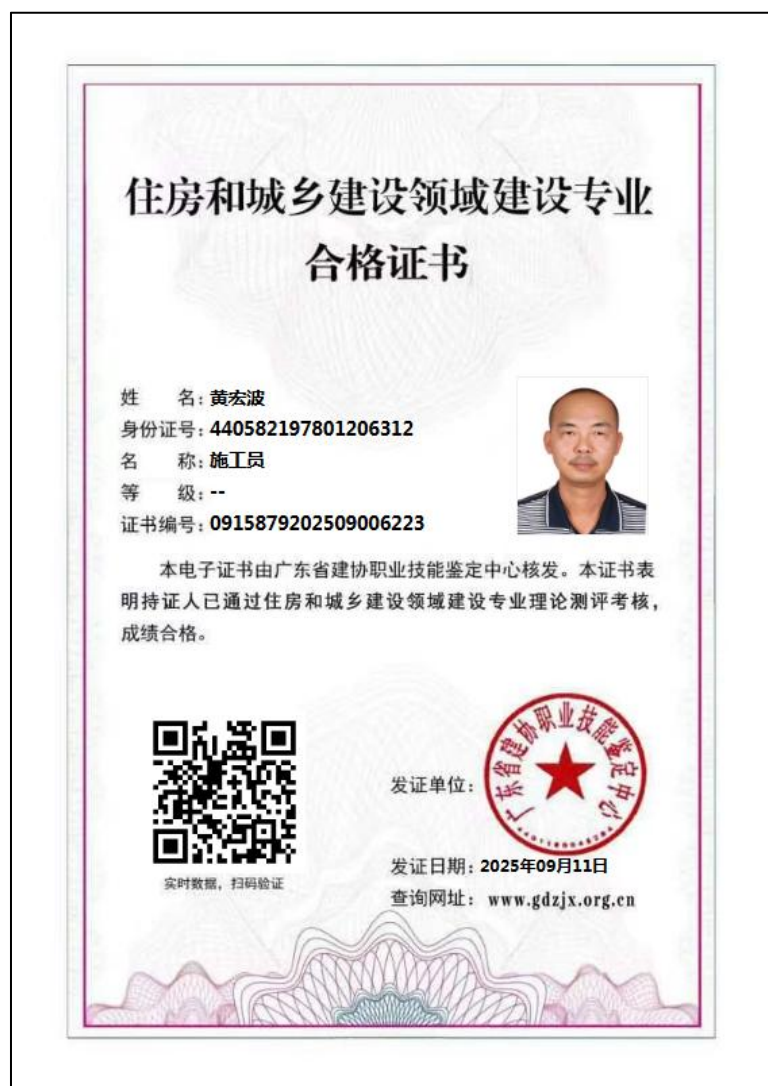 住房和城乡建设领域建设专业
合格证书
姓 名：黄宏波
身份证号：440582197801206312
名 称：施工员
等 级：--
证书编号：0915879202509006223
本电子证书由广东省建协职业技能鉴定中心核发。本证书表
明持证人已通过住房和城乡建设领域建设专业理论测评考核，
成绩合格。
实时数据，扫码验证
发证单位：
广东省建协职业技能鉴定中心
发证日期：2025年09月11日
查询网址：www.gdzjx.org.cn